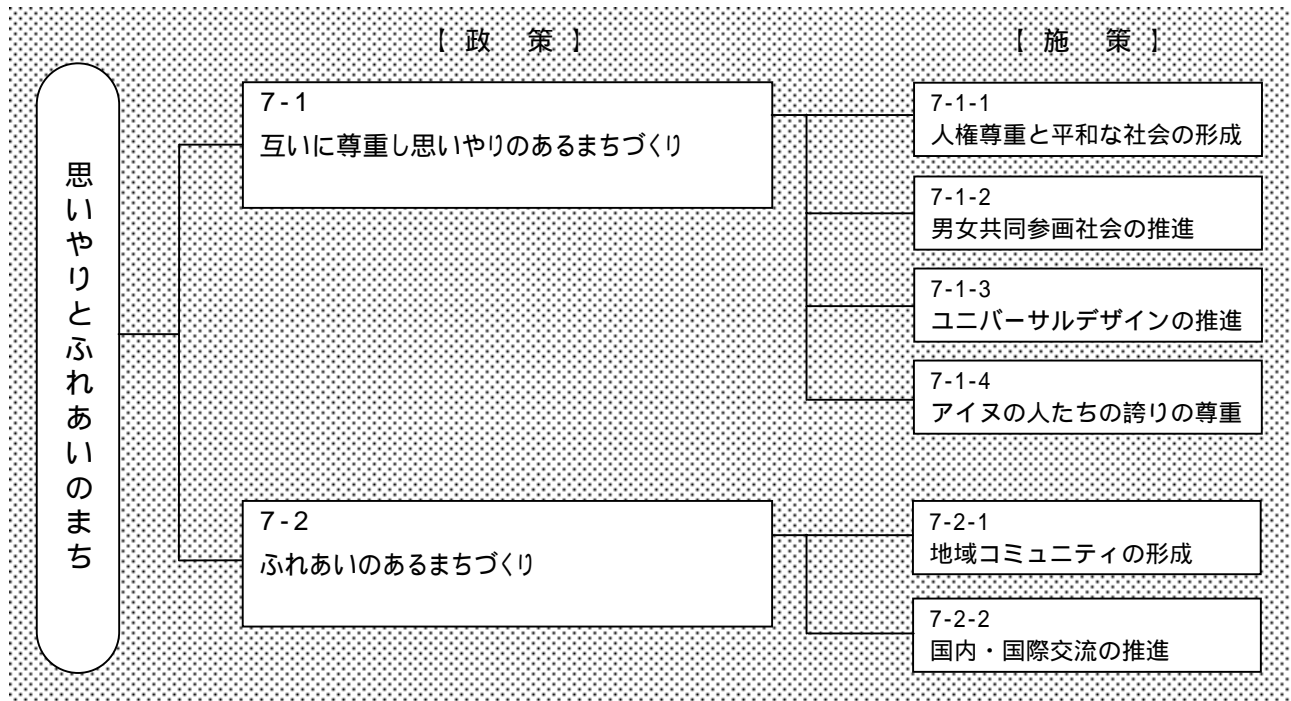 【 政　策 】
【 施　策 】
思いやりとふれあいのまち
7-1
互いに尊重し思いやりのあるまちづくり
7-1-1
人権尊重と平和な社会の形成
7-1-2
男女共同参画社会の推進
7-1-3
ユニバーサルデザインの推進
7-1-4
アイヌの人たちの誇りの尊重
7-2
ふれあいのあるまちづくり
7-2-1
地域コミュニティの形成
7-2-2
国内・国際交流の推進